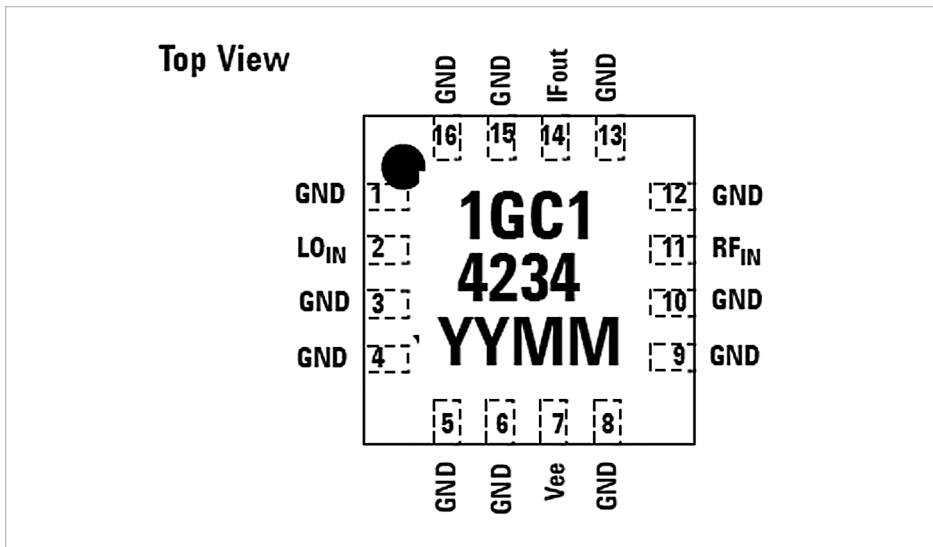 Top View
GND GND IFout GND
16 15 14 13
GND 1 12 GND
LOIN 2 11 RFIN
GND 3 10 GND
GND 4 9 GND
1GC1
4234
YYMM
5 6 7 8
GND GND Vee GND